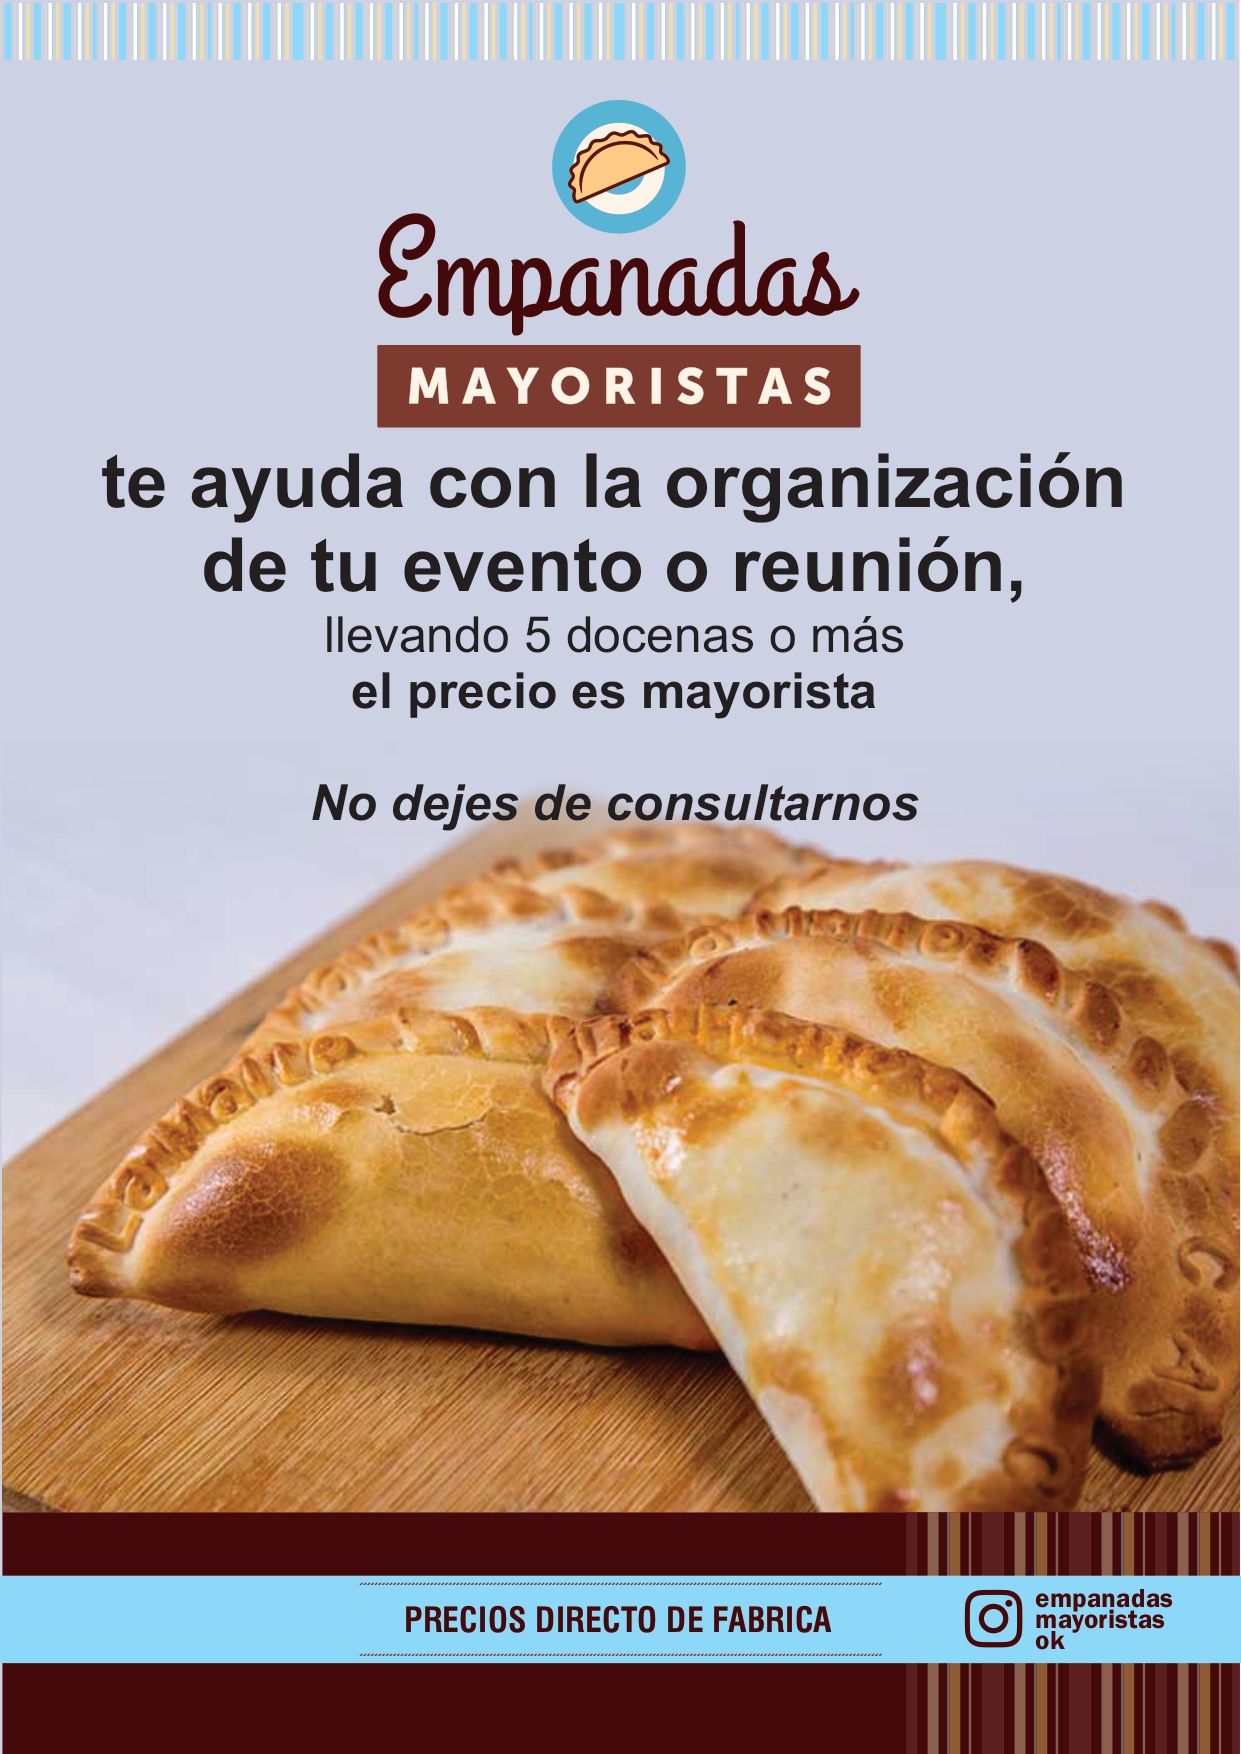 Empanadas
MAYORISTAS
te ayuda con la organización
de tu evento o reunión,
llevando 5 docenas o más
el precio es mayorista
No dejes de consultarnos
PRECIOS DIRECTO DE FABRICA
empanadas
mayoristas
ok